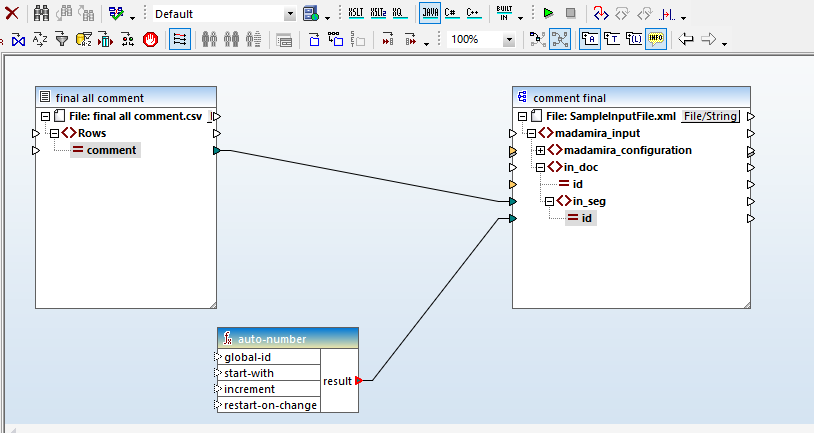 Default
XSLT XSLT2 XQ. JAVA C# C++ BUILT IN
A→Z 100% A T (L) INFO
final all comment
File: final all comment.csv
Rows
comment
comment final
File: SampleInputFile.xml File/String
madamira_input
madamira_configuration
in_doc
id
in_seg
id
auto-number
global-id
start-with
increment
restart-on-change
result